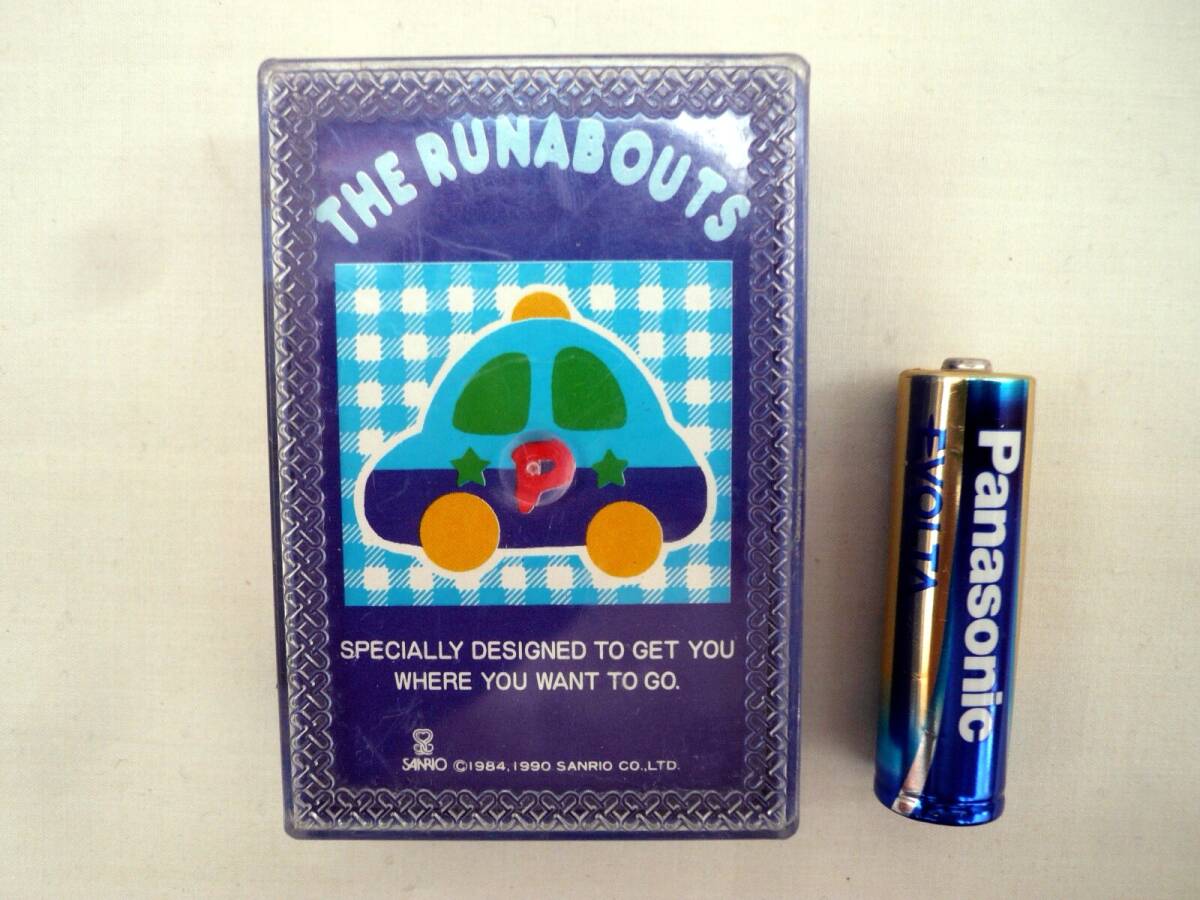 THE RUNABOUTS
P
SPECIALLY DESIGNED TO GET YOU
WHERE YOU WANT TO GO.
SANRIO ©1984, 1990 SANRIO CO., LTD.
Panasonic
EVOLTA